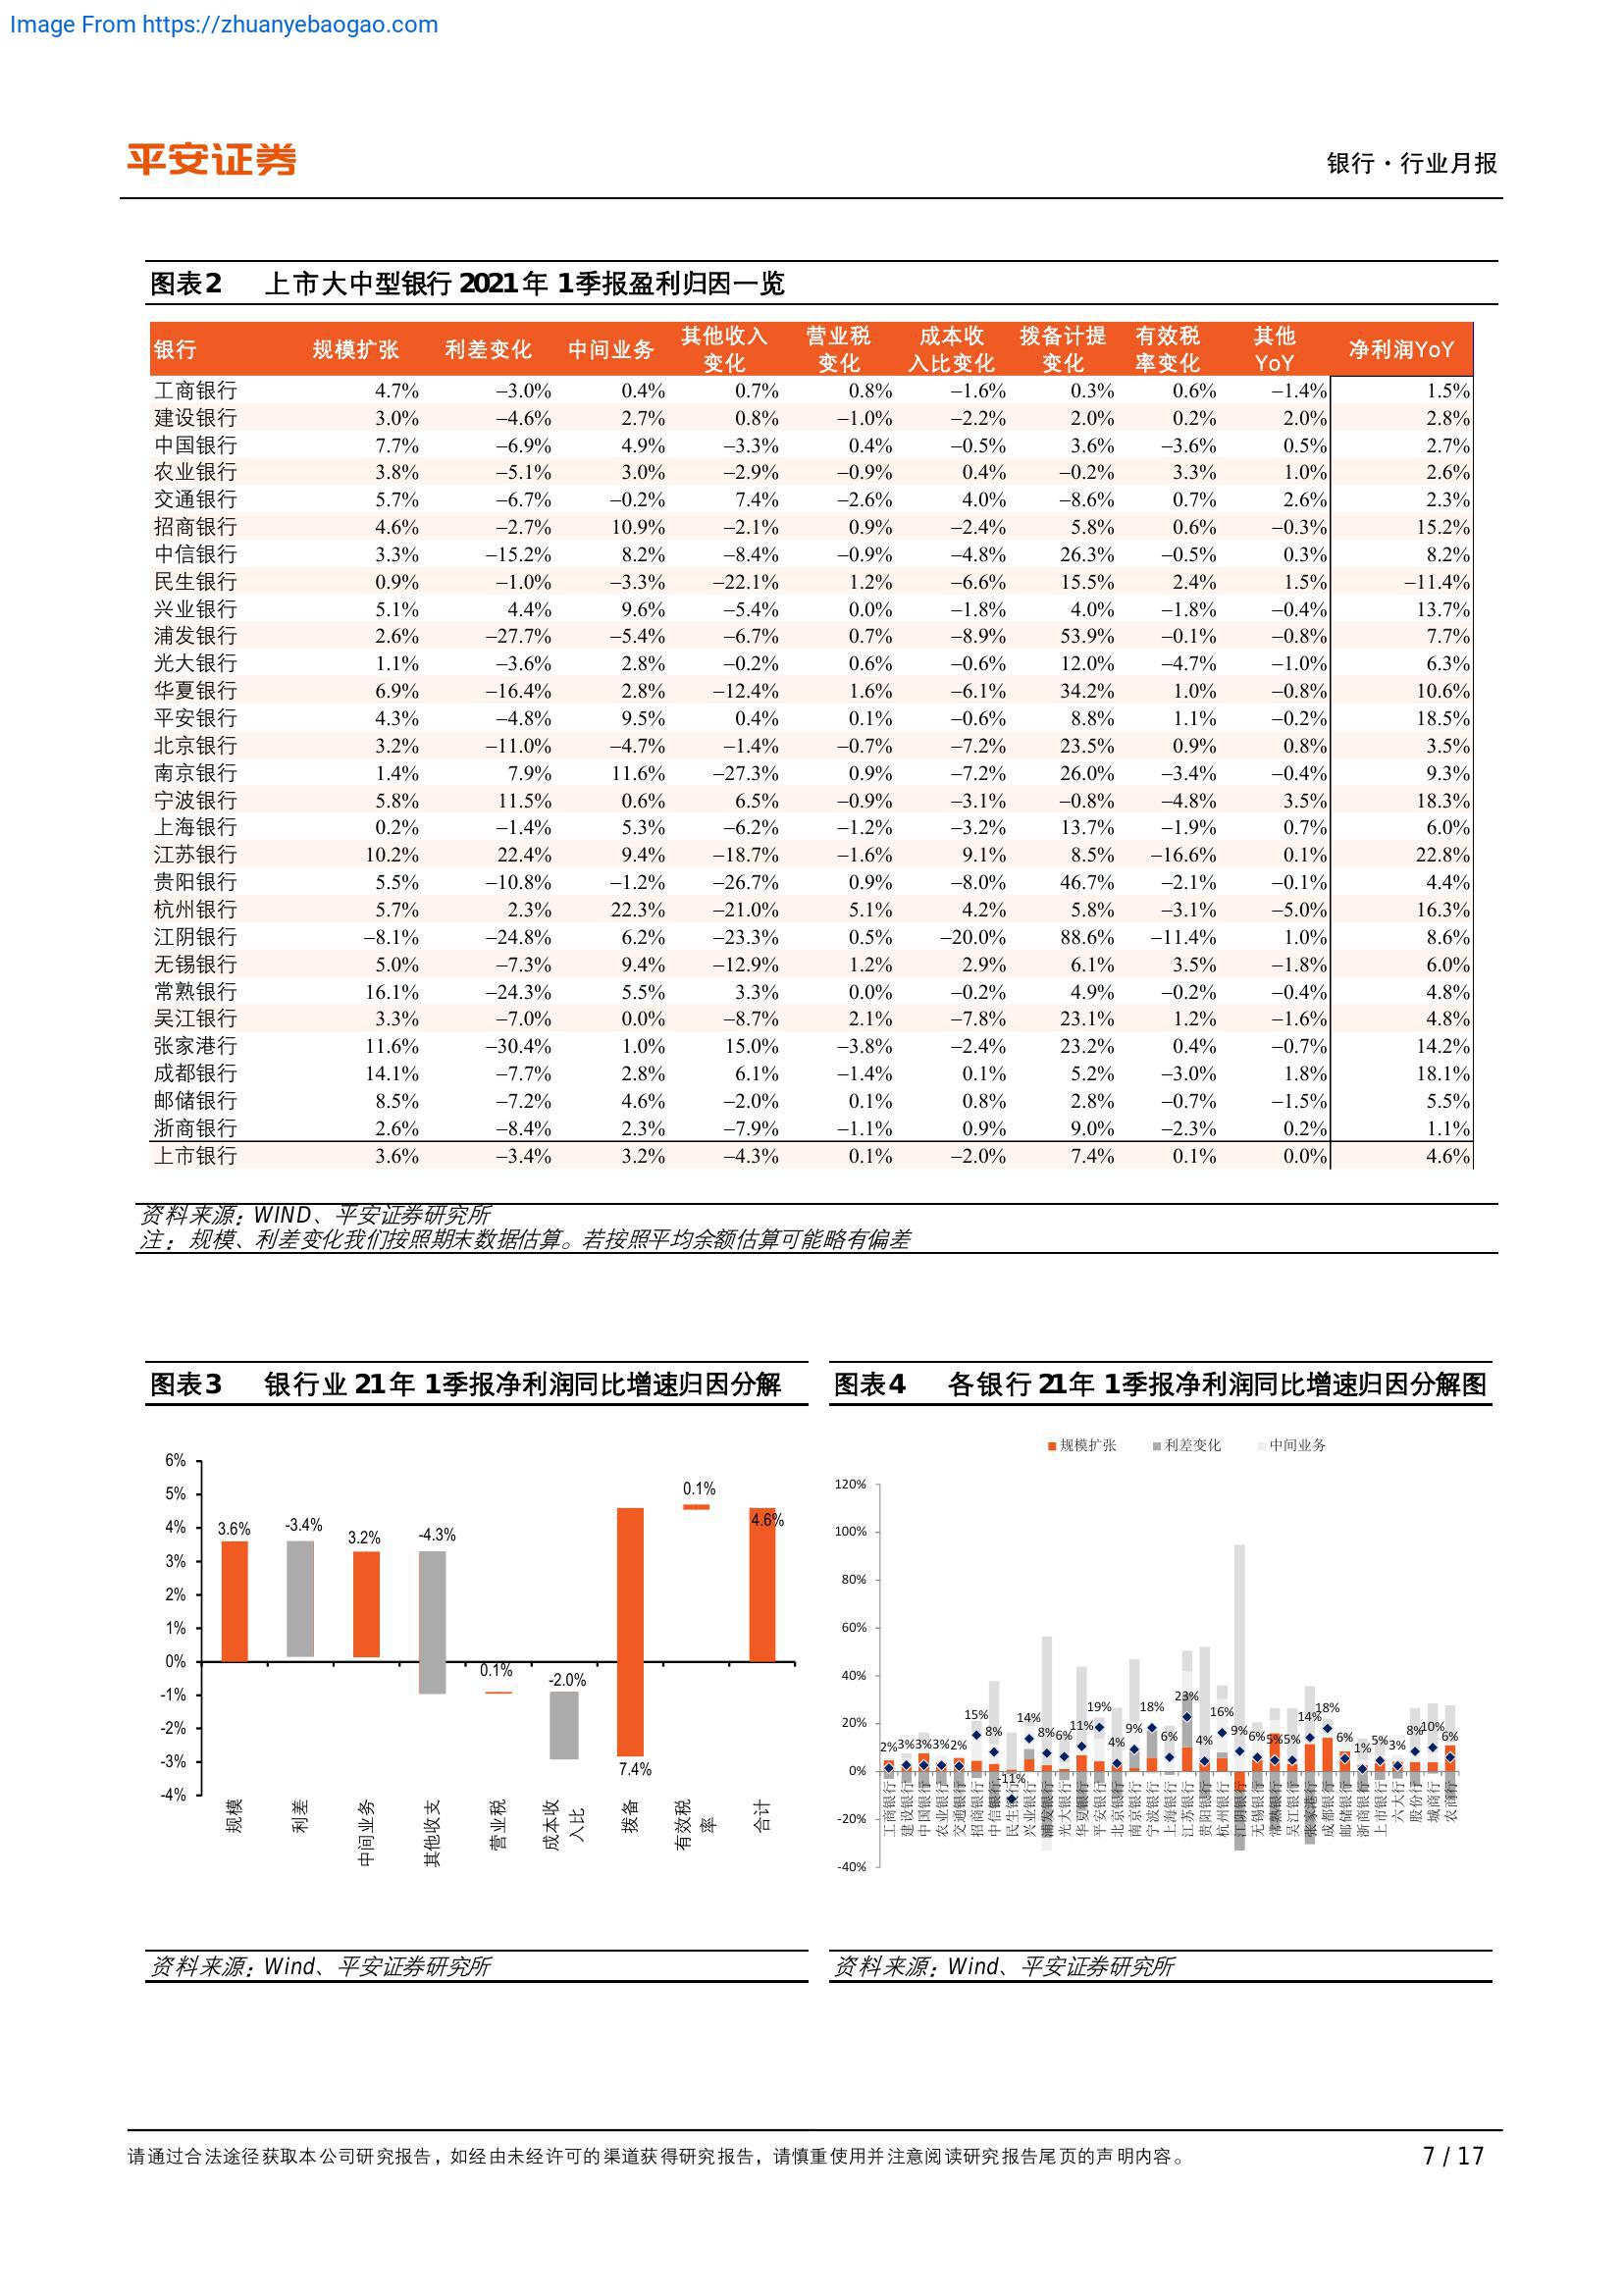 Image From https://zhuanyebaogao.com
平安证券
银行·行业月报
图表2 上市大中型银行 2021 年 1季报盈利归因一览
银行 规模扩张 利差变化 中间业务 其他收入变化 营业税变化 成本收入比变化 拨备计提变化 有效税率变化 其他YoY 净利润YoY
工商银行 4.7% –3.0% 0.4% 0.7% 0.8% –1.6% 0.3% 0.6% –1.4% 1.5%
建设银行 3.0% –4.6% 2.7% 0.8% –1.0% –2.2% 2.0% 0.2% 2.0% 2.8%
中国银行 7.7% –6.9% 4.9% –3.3% 0.4% –0.5% 3.6% –3.6% 0.5% 2.7%
农业银行 3.8% –5.1% 3.0% –2.9% –0.9% 0.4% –0.2% 3.3% 1.0% 2.6%
交通银行 5.7% –6.7% –0.2% 7.4% –2.6% 4.0% –8.6% 0.7% 2.6% 2.3%
招商银行 4.6% –2.7% 10.9% –2.1% 0.9% –2.4% 5.8% 0.6% –0.3% 15.2%
中信银行 3.3% –15.2% 8.2% –8.4% –0.9% –4.8% 26.3% –0.5% 0.3% 8.2%
民生银行 0.9% –1.0% –3.3% –22.1% 1.2% –6.6% 15.5% 2.4% 1.5% –11.4%
兴业银行 5.1% 4.4% 9.6% –5.4% 0.0% –1.8% 4.0% –1.8% –0.4% 13.7%
浦发银行 2.6% –27.7% –5.4% –6.7% 0.7% –8.9% 53.9% –0.1% –0.8% 7.7%
光大银行 1.1% –3.6% 2.8% –0.2% 0.6% –0.6% 12.0% –4.7% –1.0% 6.3%
华夏银行 6.9% –16.4% 2.8% –12.4% 1.6% –6.1% 34.2% 1.0% –0.8% 10.6%
平安银行 4.3% –4.8% 9.5% 0.4% 0.1% –0.6% 8.8% 1.1% –0.2% 18.5%
北京银行 3.2% –11.0% –4.7% –1.4% –0.7% –7.2% 23.5% 0.9% 0.8% 3.5%
南京银行 1.4% 7.9% 11.6% –27.3% 0.9% –7.2% 26.0% –3.4% –0.4% 9.3%
宁波银行 5.8% 11.5% 0.6% 6.5% –0.9% –3.1% –0.8% –4.8% 3.5% 18.3%
上海银行 0.2% –1.4% 5.3% –6.2% –1.2% –3.2% 13.7% –1.9% 0.7% 6.0%
江苏银行 10.2% 22.4% 9.4% –18.7% –1.6% 9.1% 8.5% –16.6% 0.1% 22.8%
贵阳银行 5.5% –10.8% –1.2% –26.7% 0.9% –8.0% 46.7% –2.1% –0.1% 4.4%
杭州银行 5.7% 2.3% 22.3% –21.0% 5.1% 4.2% 5.8% –3.1% –5.0% 16.3%
江阴银行 –8.1% –24.8% 6.2% –23.3% 0.5% –20.0% 88.6% –11.4% 1.0% 8.6%
无锡银行 5.0% –7.3% 9.4% –12.9% 1.2% 2.9% 6.1% 3.5% –1.8% 6.0%
常熟银行 16.1% –24.3% 5.5% 3.3% 0.0% –0.2% 4.9% –0.2% –0.4% 4.8%
吴江银行 3.3% –7.0% 0.0% –8.7% 2.1% –7.8% 23.1% 1.2% –1.6% 4.8%
张家港行 11.6% –30.4% 1.0% 15.0% –3.8% –2.4% 23.2% 0.4% –0.7% 14.2%
成都银行 14.1% –7.7% 2.8% 6.1% –1.4% 0.1% 5.2% –3.0% 1.8% 18.1%
邮储银行 8.5% –7.2% 4.6% –2.0% 0.1% 0.8% 2.8% –0.7% –1.5% 5.5%
浙商银行 2.6% –8.4% 2.3% –7.9% –1.1% 0.9% 9.0% –2.3% 0.2% 1.1%
上市银行 3.6% –3.4% 3.2% –4.3% 0.1% –2.0% 7.4% 0.1% 0.0% 4.6%
资料来源：WIND、平安证券研究所
注：规模、利差变化我们按照期末数据估算。若按照平均余额估算可能略有偏差
图表3 银行业 21年 1季报净利润同比增速归因分解
6%
5%
4%
3%
2%
1%
0%
-1%
-2%
-3%
-4%
3.6% -3.4% 3.2% -4.3% 0.1% -2.0% 7.4% 0.1% 4.6%
规模 利差 中间业务 其他收支 营业税 成本收入比 拨备 有效税率 合计
资料来源：Wind、平安证券研究所
图表4 各银行 21年 1季报净利润同比增速归因分解图
规模扩张 利差变化 中间业务
120%
100%
80%
60%
40%
20%
0%
-20%
-40%
2% 3% 3% 3% 2% 15% 8% -11% 14% 8% 6% 11% 19% 4% 9% 18% 6% 23% 4% 16% 9% 6% 5% 5% 14% 18% 6% 1% 5% 3% 8% 10% 6%
工商银行 建设银行 中国银行 农业银行 交通银行 招商银行 中信银行 民生银行 兴业银行 浦发银行 光大银行 华夏银行 平安银行 北京银行 南京银行 宁波银行 上海银行 江苏银行 贵阳银行 杭州银行 江阴银行 无锡银行 常熟银行 吴江银行 张家港行 成都银行 邮储银行 浙商银行 上市银行 六大行 股份行 城商行 农商行
资料来源：Wind、平安证券研究所
请通过合法途径获取本公司研究报告，如经由未经许可的渠道获得研究报告，请慎重使用并注意阅读研究报告尾页的声明内容。
7 / 17